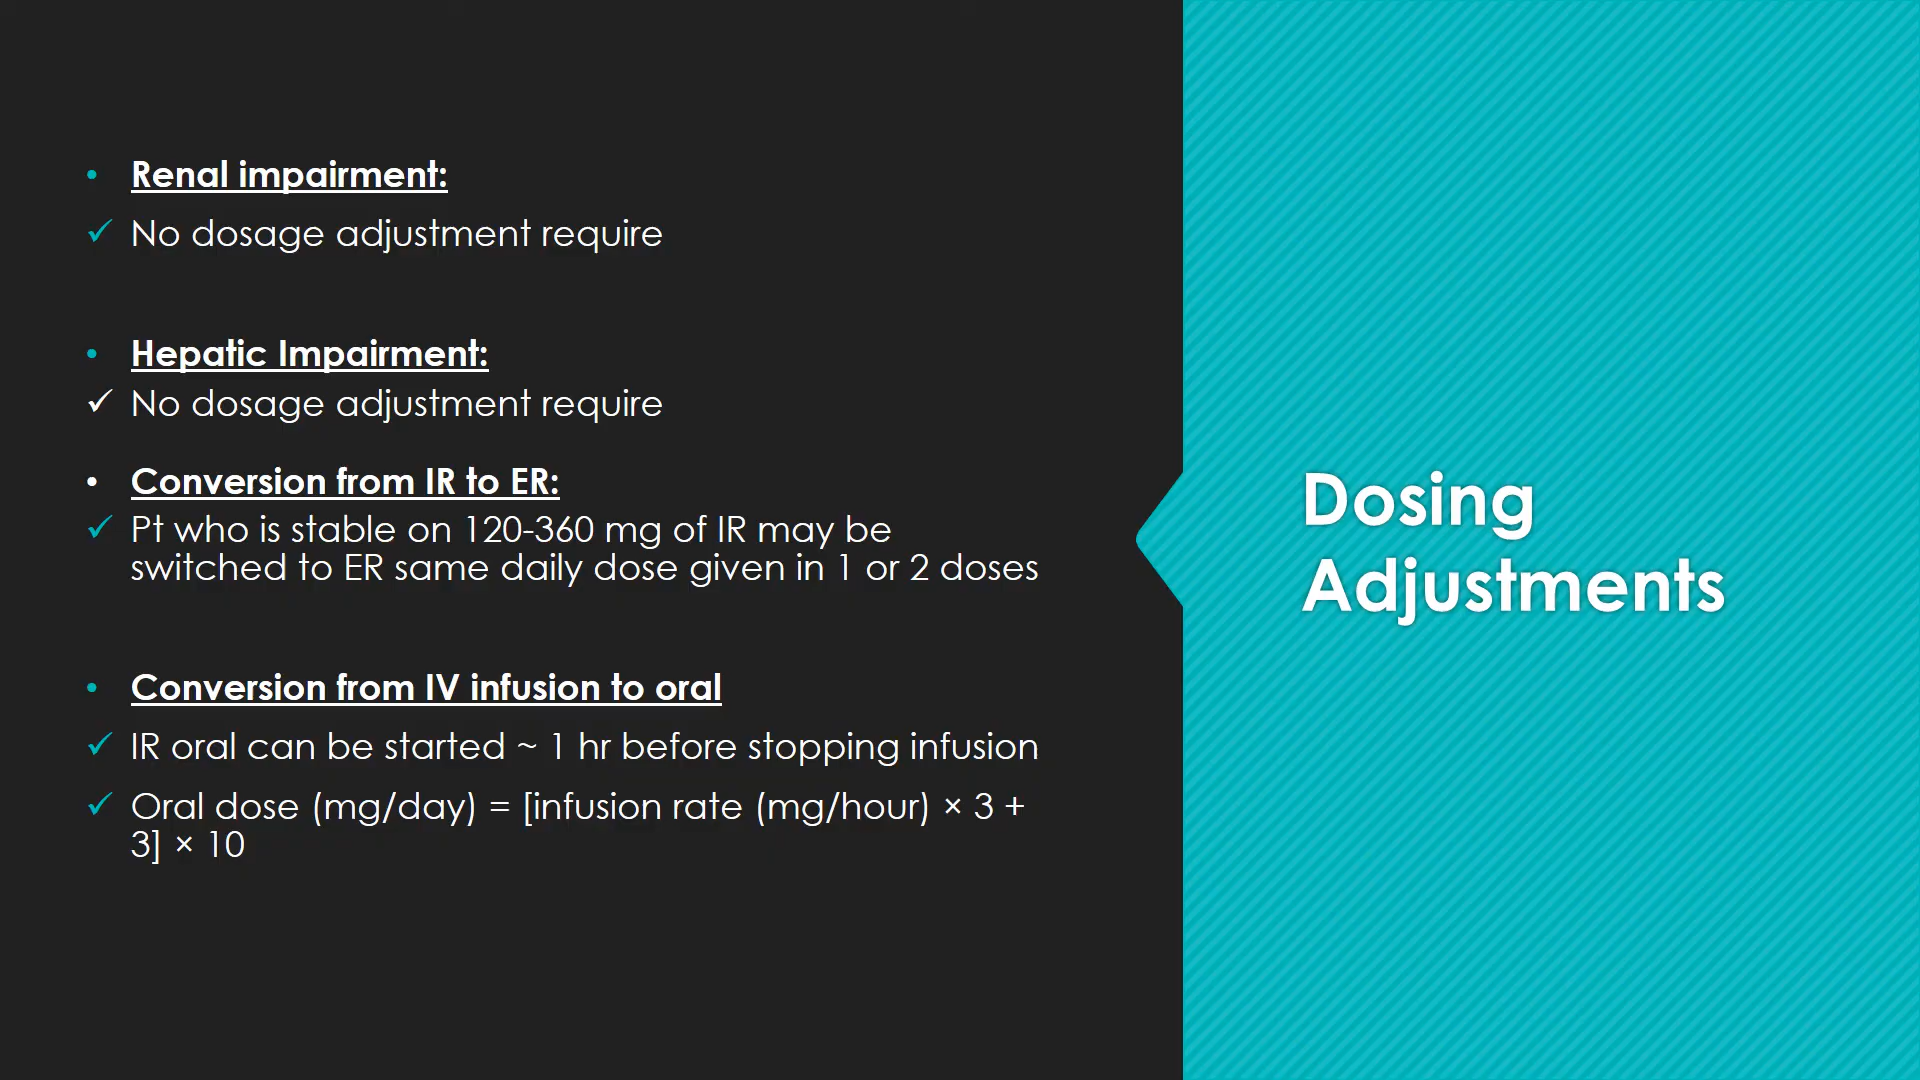 • Renal impairment:
✓ No dosage adjustment require
• Hepatic Impairment:
✓ No dosage adjustment require
• Conversion from IR to ER:
✓ Pt who is stable on 120-360 mg of IR may be
switched to ER same daily dose given in 1 or 2 doses
• Conversion from IV infusion to oral
✓ IR oral can be started ~ 1 hr before stopping infusion
✓ Oral dose (mg/day) = [infusion rate (mg/hour) × 3 +
3] × 10
Dosing
Adjustments